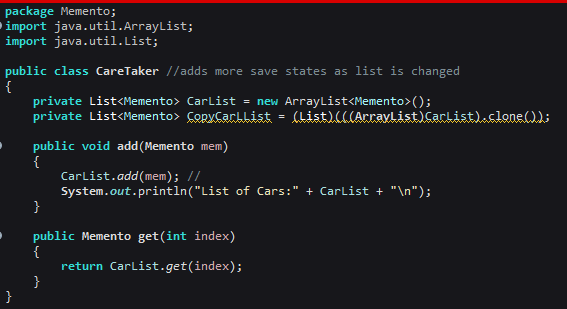 package Memento;
import java.util.ArrayList;
import java.util.List;
public class CareTaker //adds more save states as list is changed
{
private List<Memento> CarList = new ArrayList<Memento>();
private List<Memento> CopyCarLList = (List)(((ArrayList)CarList).clone());
public void add(Memento mem)
{
CarList.add(mem); //
System.out.println("List of Cars:" + CarList + "\n");
}
public Memento get(int index)
{
return CarList.get(index);
}
}